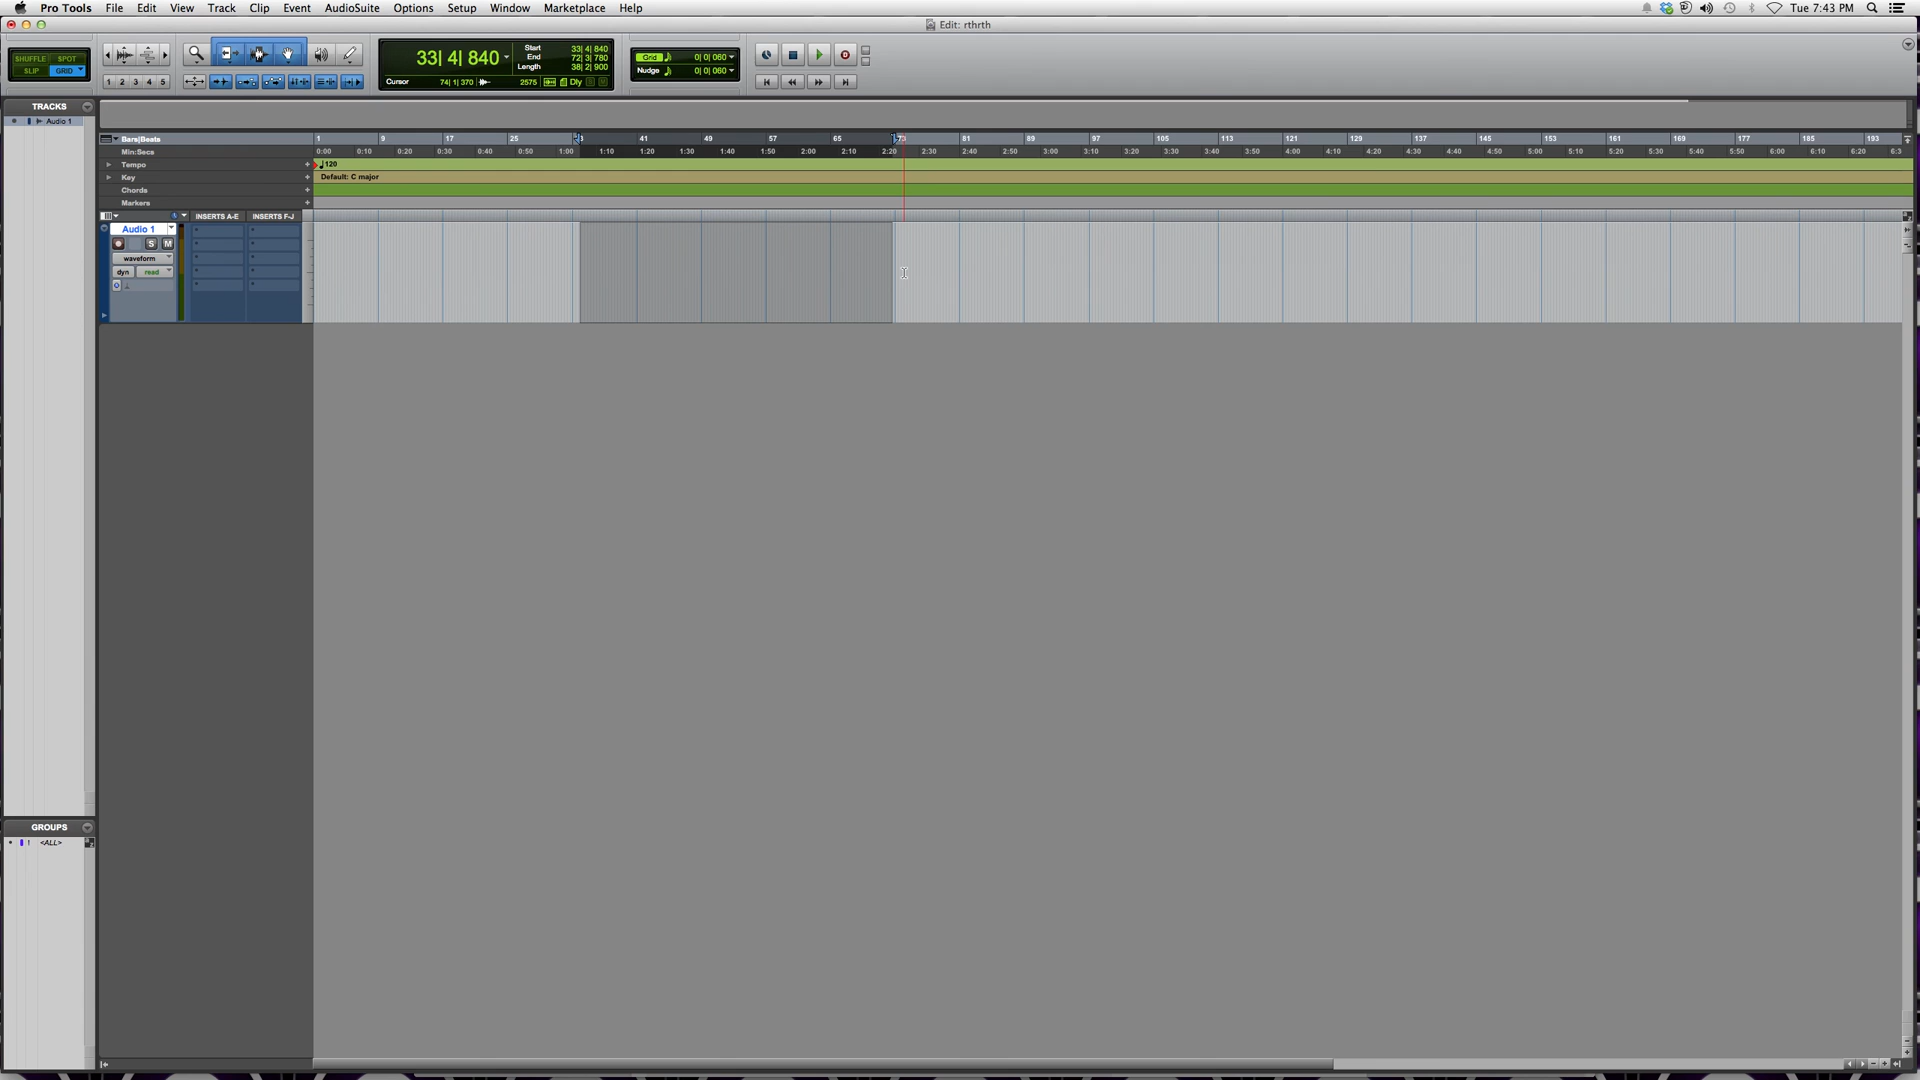 Pro Tools File Edit View Track Clip Event AudioSuite Options Setup Window Marketplace Help Tue 7:43 PM
Edit: rthrth
SHUFFLE SPOT
SLIP GRID
1 2 3 4 5
33| 4| 840
Start 33| 4| 840
End 72| 3| 780
Length 38| 2| 900
Cursor 74| 1| 370 2575 Dly
Grid 0| 0| 060
Nudge 0| 0| 060
TRACKS
Audio 1
Bars|Beats 1 9 17 25 41 49 57 65 73 81 89 97 105 113 121 129 137 145 153 161 169 177 185 193
Min:Secs 0:00 0:10 0:20 0:30 0:40 0:50 1:00 1:10 1:20 1:30 1:40 1:50 2:00 2:10 2:20 2:30 2:40 2:50 3:00 3:10 3:20 3:30 3:40 3:50 4:00 4:10 4:20 4:30 4:40 4:50 5:00 5:10 5:20 5:30 5:40 5:50 6:00 6:10 6:20 6:3
Tempo 120
Key Default: C major
Chords
Markers
INSERTS A-E INSERTS F-J
Audio 1
S M
waveform
dyn read
GROUPS
! <ALL>